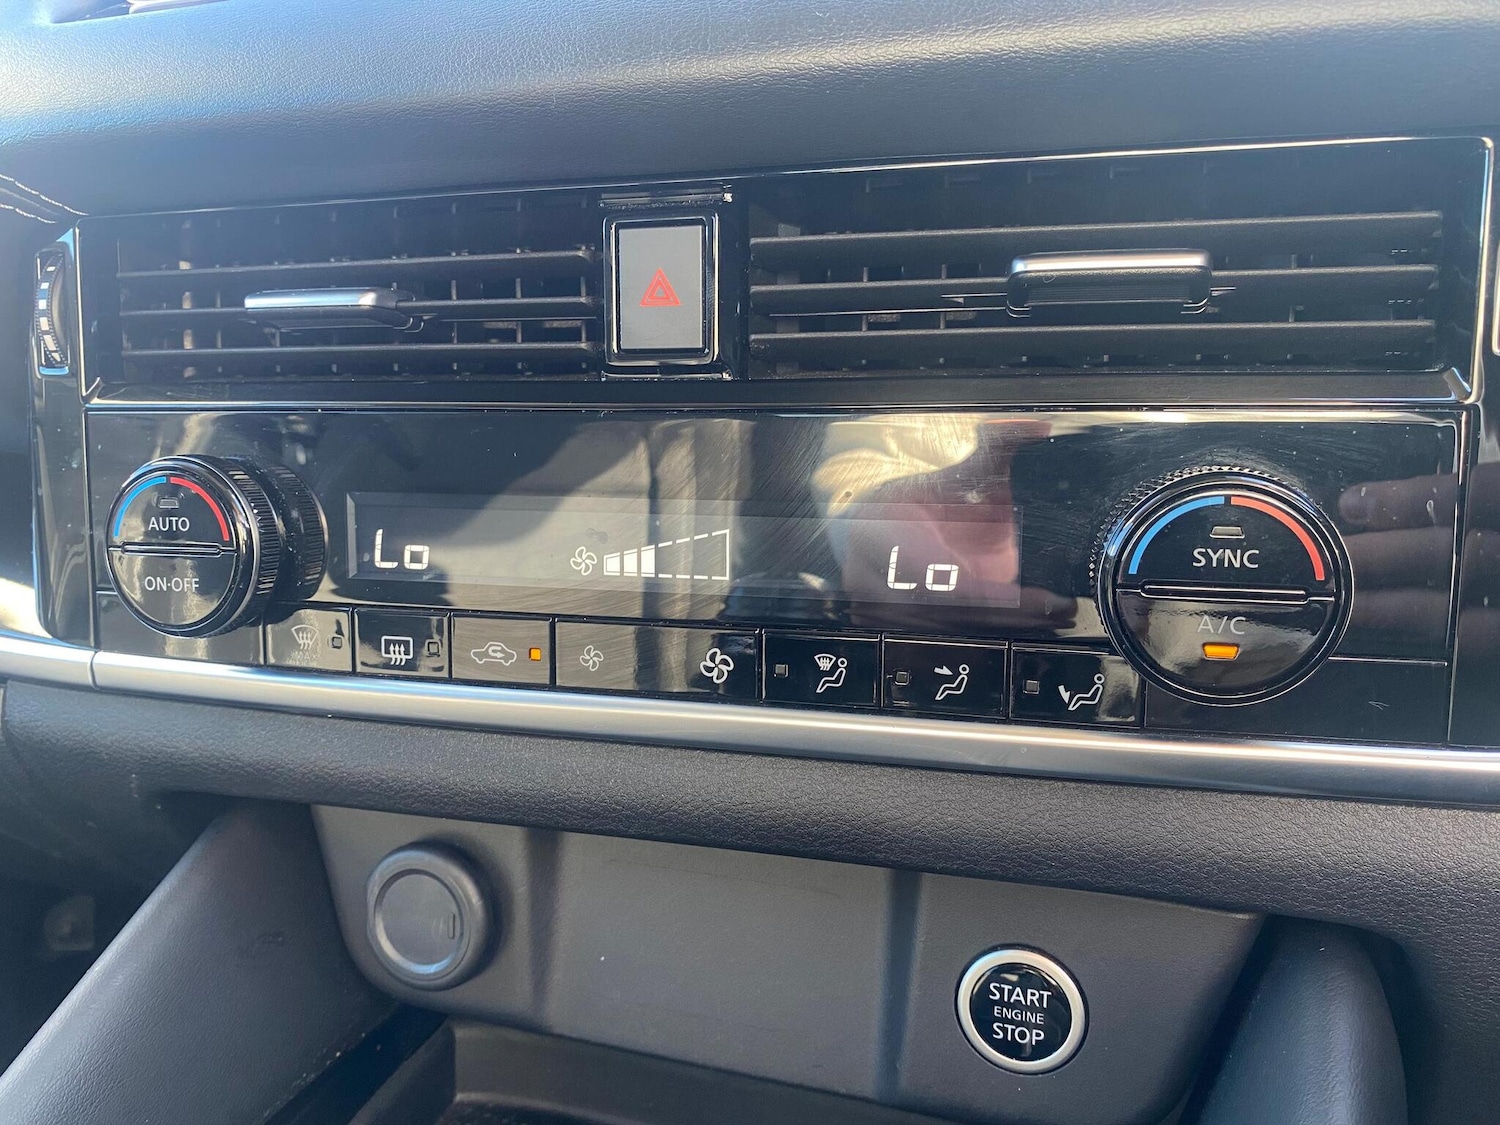 AUTO
ON·OFF
Lo
Lo
SYNC
A/C
START
ENGINE
STOP